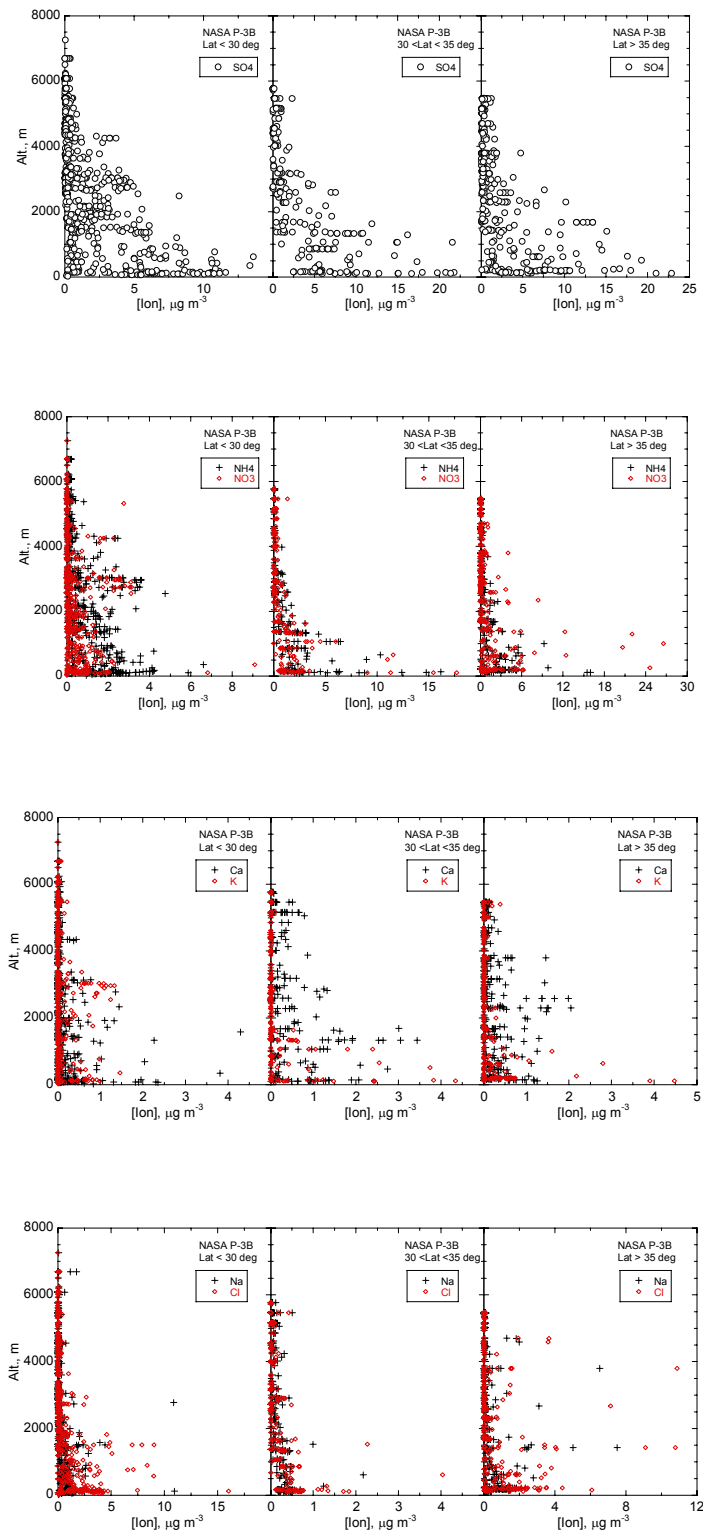 NASA P-3B
Lat < 30 deg
SO4
NASA P-3B
30 <Lat < 35 deg
SO4
NASA P-3B
Lat > 35 deg
SO4
Alt., m
8000
6000
4000
2000
0
0 5 10
0 5 10 15 20
0 5 10 15 20 25
[Ion], µg m-3
[Ion], µg m-3
[Ion], µg m-3
NASA P-3B
Lat < 30 deg
NH4
NO3
NASA P-3B
30 <Lat <35 deg
NH4
NO3
NASA P-3B
Lat > 35 deg
NH4
NO3
Alt., m
8000
6000
4000
2000
0
0 2 4 6 8
0 4 8 12 16
0 6 12 18 24 30
[Ion], µg m-3
[Ion], µg m-3
[Ion], µg m-3
NASA P-3B
Lat < 30 deg
Ca
K
NASA P-3B
30 <Lat <35 deg
Ca
K
NASA P-3B
Lat > 35 deg
Ca
K
Alt., m
8000
6000
4000
2000
0
0 1 2 3 4
0 1 2 3 4
0 1 2 3 4 5
[Ion], µg m-3
[Ion], µg m-3
[Ion], µg m-3
NASA P-3B
Lat < 30 deg
Na
Cl
NASA P-3B
30 <Lat <35 deg
Na
Cl
NASA P-3B
Lat > 35 deg
Na
Cl
Alt., m
8000
6000
4000
2000
0
0 5 10 15
0 1 2 3 4
0 3 6 9 12
[Ion], µg m-3
[Ion], µg m-3
[Ion], µg m-3